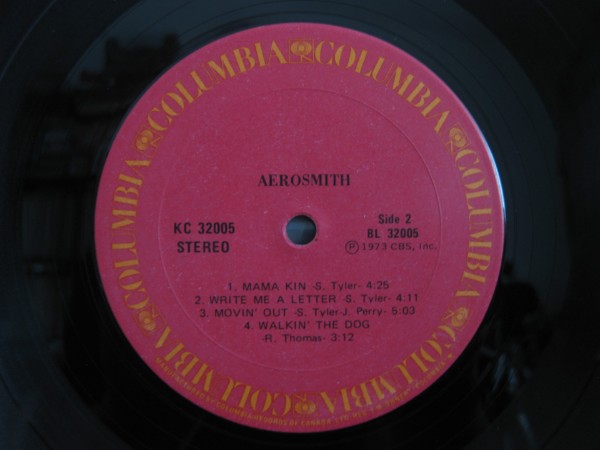 COLUMBIA COLUMBIA COLUMBIA COLUMBIA COLUMBIA COLUMBIA
AEROSMITH
KC 32005
STEREO
Side 2
BL 32005
Ⓟ 1973 CBS, Inc.
1. MAMA KIN -S. Tyler- 4:25
2. WRITE ME A LETTER -S. Tyler- 4:11
3. MOVIN' OUT -S. Tyler-J. Perry- 5:03
4. WALKIN' THE DOG
-R. Thomas- 3:12